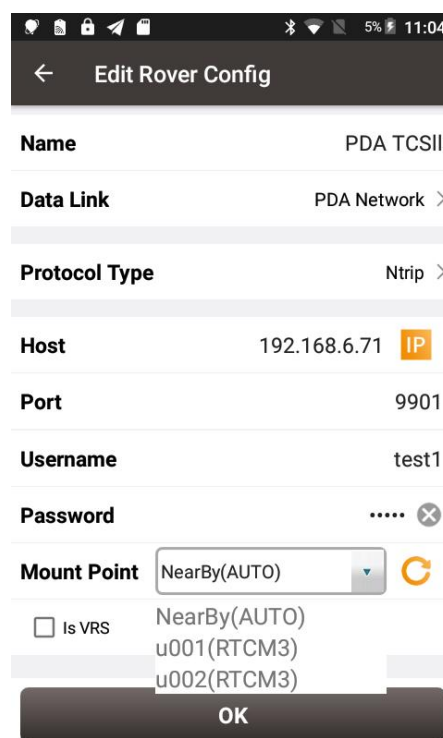 5% 11:04
Edit Rover Config
Name PDA TCSll
Data Link PDA Network
Protocol Type Ntrip
Host 192.168.6.71 IP
Port 9901
Username test1
Password •••••
Mount Point NearBy(AUTO)
Is VRS NearBy(AUTO)
u001(RTCM3)
u002(RTCM3)
OK